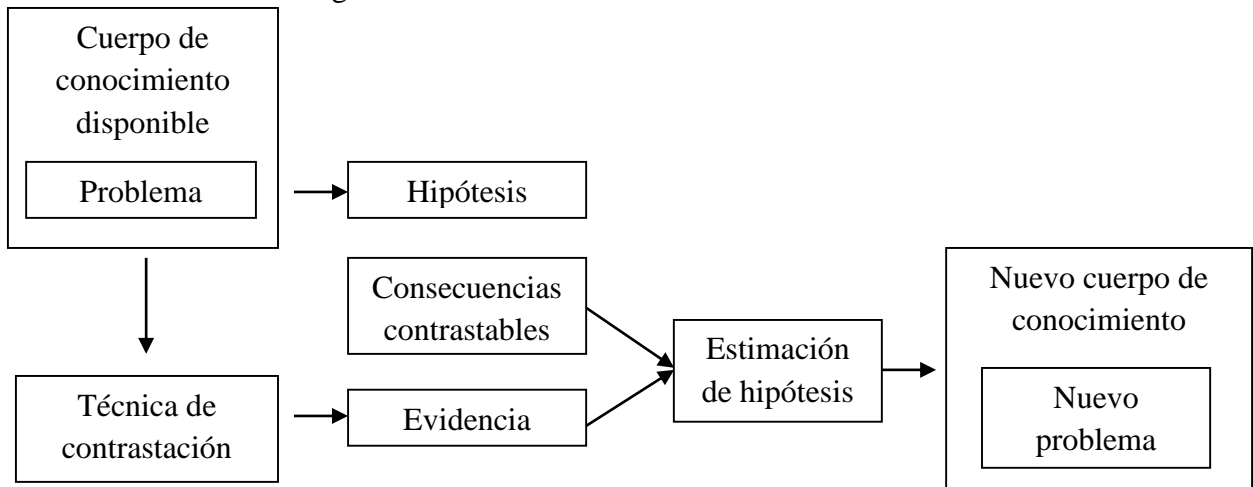 Cuerpo de
conocimiento
disponible
Problema
Hipótesis
Consecuencias
contrastables
Técnica de
contrastación
Evidencia
Estimación
de hipótesis
Nuevo cuerpo de
conocimiento
Nuevo
problema